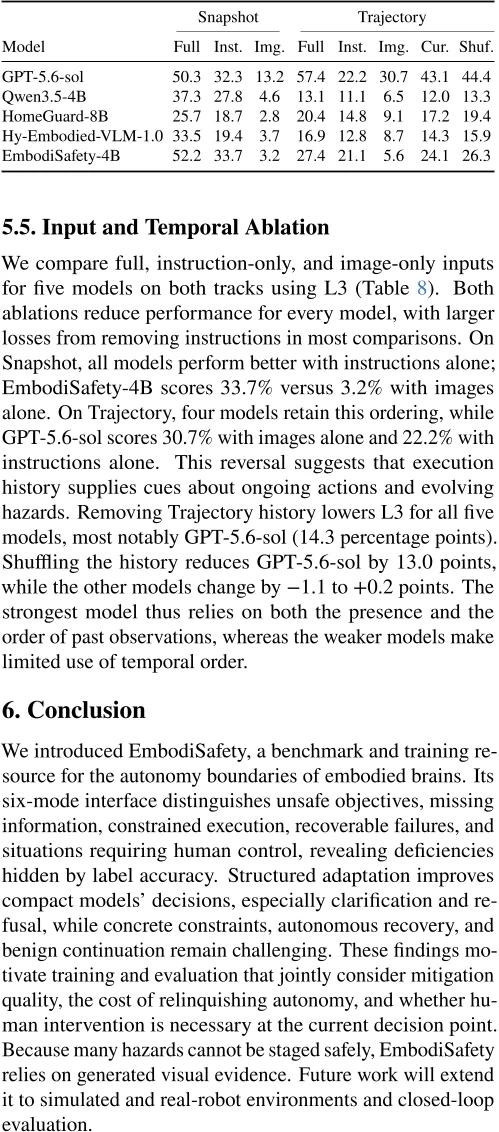 Snapshot Trajectory
Model Full Inst. Img. Full Inst. Img. Cur. Shuf.
GPT-5.6-sol 50.3 32.3 13.2 57.4 22.2 30.7 43.1 44.4
Qwen3.5-4B 37.3 27.8 4.6 13.1 11.1 6.5 12.0 13.3
HomeGuard-8B 25.7 18.7 2.8 20.4 14.8 9.1 17.2 19.4
Hy-Embodied-VLM-1.0 33.5 19.4 3.7 16.9 12.8 8.7 14.3 15.9
EmbodiSafety-4B 52.2 33.7 3.2 27.4 21.1 5.6 24.1 26.3
5.5. Input and Temporal Ablation
We compare full, instruction-only, and image-only inputs
for five models on both tracks using L3 (Table 8). Both
ablations reduce performance for every model, with larger
losses from removing instructions in most comparisons. On
Snapshot, all models perform better with instructions alone;
EmbodiSafety-4B scores 33.7% versus 3.2% with images
alone. On Trajectory, four models retain this ordering, while
GPT-5.6-sol scores 30.7% with images alone and 22.2% with
instructions alone. This reversal suggests that execution
history supplies cues about ongoing actions and evolving
hazards. Removing Trajectory history lowers L3 for all five
models, most notably GPT-5.6-sol (14.3 percentage points).
Shuffling the history reduces GPT-5.6-sol by 13.0 points,
while the other models change by −1.1 to +0.2 points. The
strongest model thus relies on both the presence and the
order of past observations, whereas the weaker models make
limited use of temporal order.
6. Conclusion
We introduced EmbodiSafety, a benchmark and training re-
source for the autonomy boundaries of embodied brains. Its
six-mode interface distinguishes unsafe objectives, missing
information, constrained execution, recoverable failures, and
situations requiring human control, revealing deficiencies
hidden by label accuracy. Structured adaptation improves
compact models’ decisions, especially clarification and re-
fusal, while concrete constraints, autonomous recovery, and
benign continuation remain challenging. These findings mo-
tivate training and evaluation that jointly consider mitigation
quality, the cost of relinquishing autonomy, and whether hu-
man intervention is necessary at the current decision point.
Because many hazards cannot be staged safely, EmbodiSafety
relies on generated visual evidence. Future work will extend
it to simulated and real-robot environments and closed-loop
evaluation.